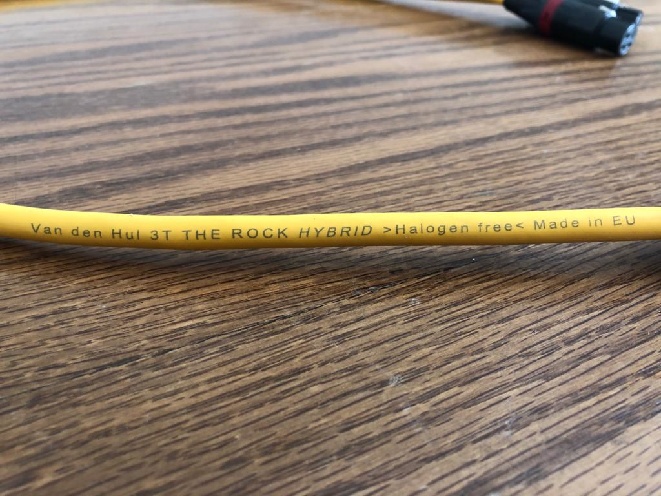 Van den Hul 3T THE ROCK HYBRID >Halogen free< Made in EU